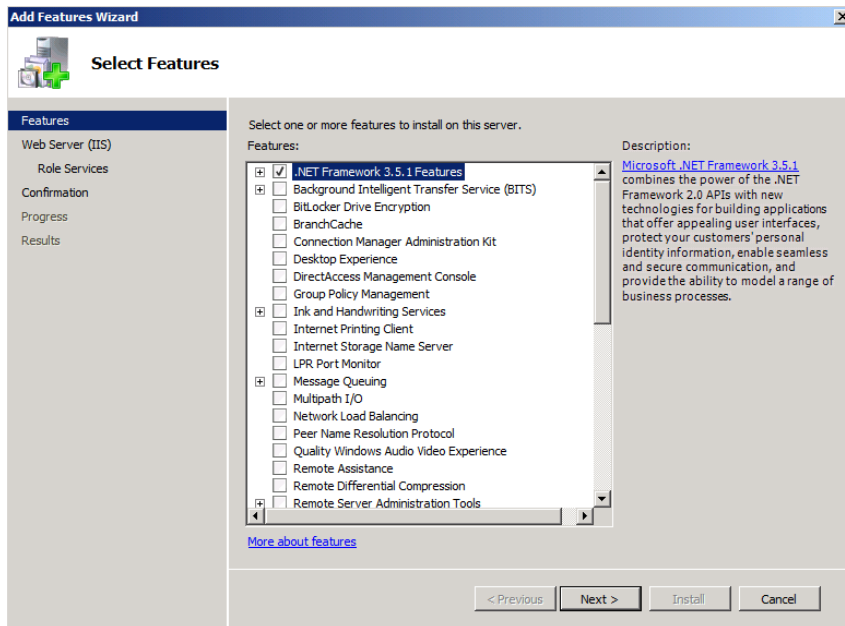 Add Features Wizard
Select Features
Features
Web Server (IIS)
Role Services
Confirmation
Progress
Results
Select one or more features to install on this server.
Features:
.NET Framework 3.5.1 Features
Background Intelligent Transfer Service (BITS)
BitLocker Drive Encryption
BranchCache
Connection Manager Administration Kit
Desktop Experience
DirectAccess Management Console
Group Policy Management
Ink and Handwriting Services
Internet Printing Client
Internet Storage Name Server
LPR Port Monitor
Message Queuing
Multipath I/O
Network Load Balancing
Peer Name Resolution Protocol
Quality Windows Audio Video Experience
Remote Assistance
Remote Differential Compression
Remote Server Administration Tools
More about features
Description:
Microsoft .NET Framework 3.5.1
combines the power of the .NET
Framework 2.0 APIs with new
technologies for building applications
that offer appealing user interfaces,
protect your customers' personal
identity information, enable seamless
and secure communication, and
provide the ability to model a range of
business processes.
< Previous
Next >
Install
Cancel